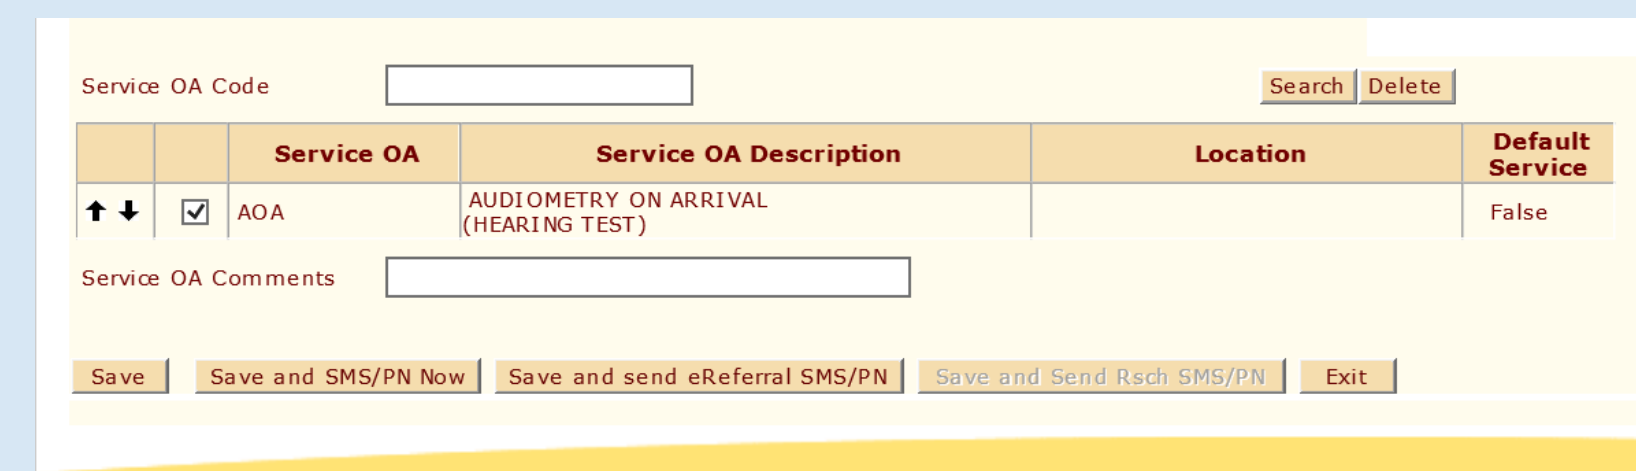 Service OA Code
Search Delete
Service OA Service OA Description Location Default Service
AOA AUDIOMETRY ON ARRIVAL (HEARING TEST) False
Service OA Comments
Save Save and SMS/PN Now Save and send eReferral SMS/PN Save and Send Rsch SMS/PN Exit